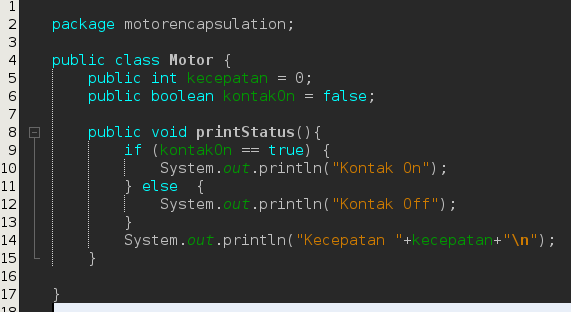 1
2 package motorencapsulation;
3
4 public class Motor {
5     public int kecepatan = 0;
6     public boolean kontakOn = false;
7
8     public void printStatus(){
9         if (kontakOn == true) {
10             System.out.println("Kontak On");
11         } else  {
12             System.out.println("Kontak Off");
13         }
14         System.out.println("Kecepatan "+kecepatan+"\n");
15     }
16
17 }
18